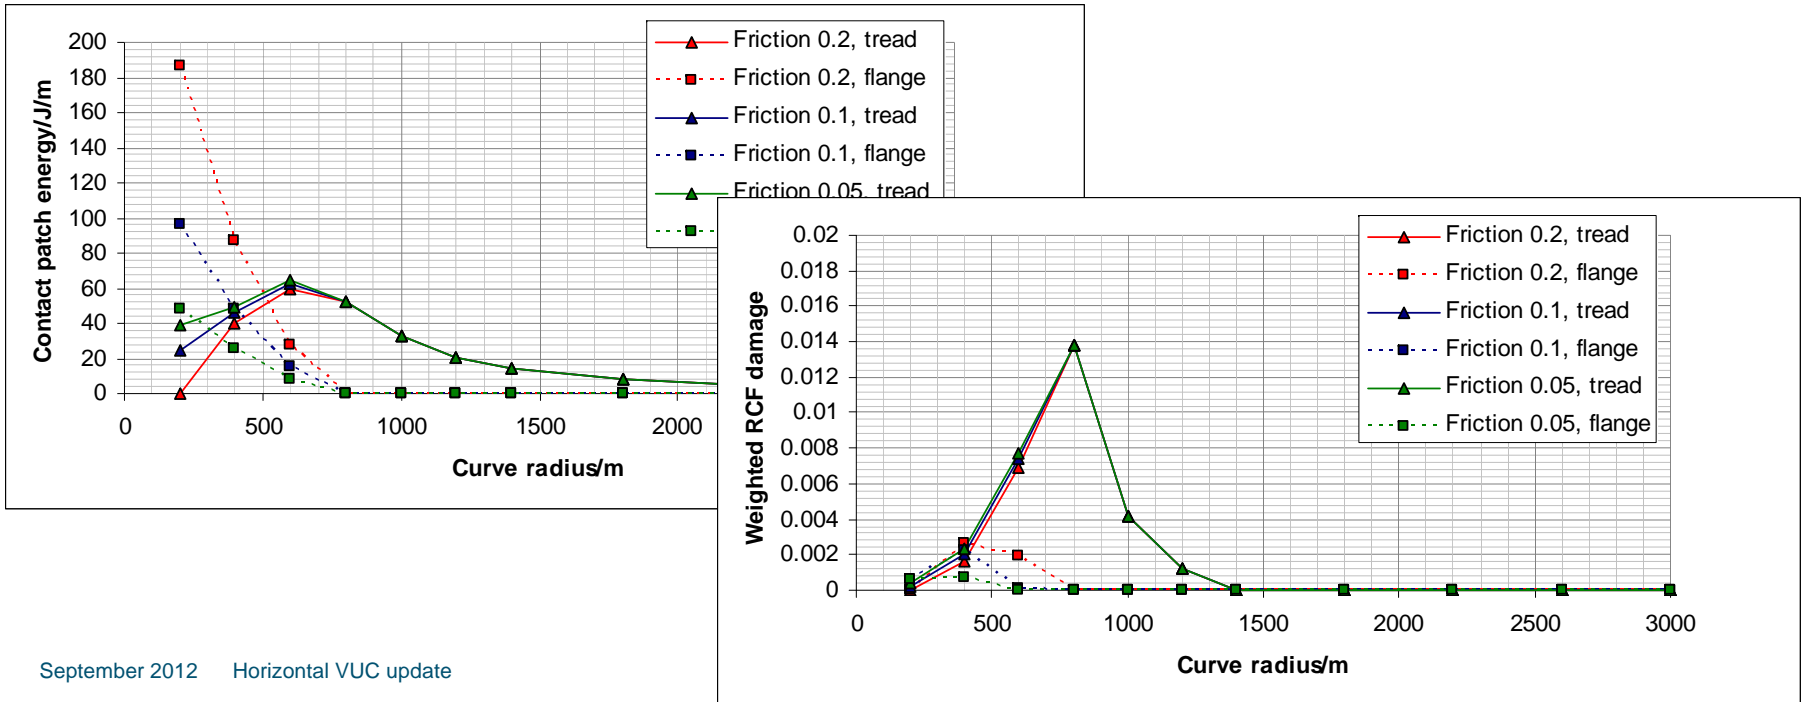 200
180
160
140
120
100
80
60
40
20
0
Contact patch energy/J/m
0
500
1000
1500
2000
Curve radius/m
Friction 0.2, tread
Friction 0.2, flange
Friction 0.1, tread
Friction 0.1, flange
Friction 0.05, tread
0.02
0.018
0.016
0.014
0.012
0.01
0.008
0.006
0.004
0.002
0
Weighted RCF damage
0
500
1000
1500
2000
2500
3000
Curve radius/m
Friction 0.2, tread
Friction 0.2, flange
Friction 0.1, tread
Friction 0.1, flange
Friction 0.05, tread
Friction 0.05, flange
September 2012 Horizontal VUC update